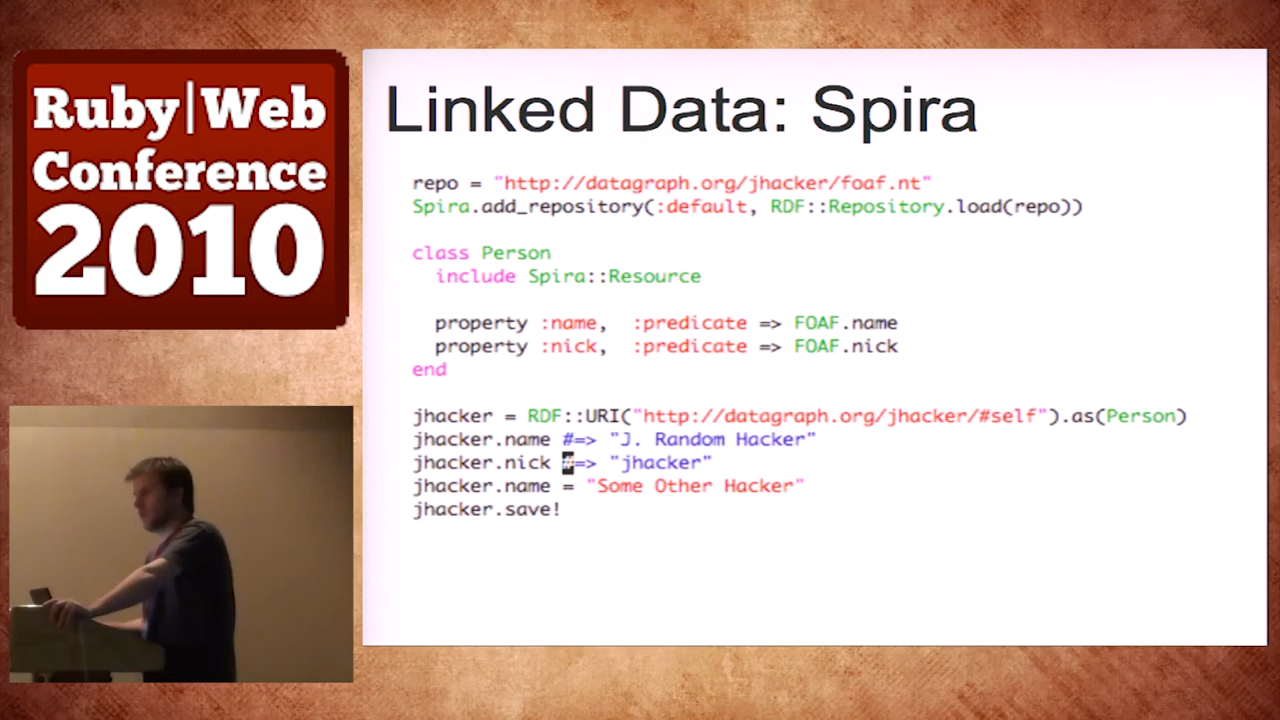 Ruby|Web
Conference
2010
Linked Data: Spira
repo = "http://datagraph.org/jhacker/foaf.nt"
Spira.add_repository(:default, RDF::Repository.load(repo))
class Person
include Spira::Resource
property :name, :predicate => FOAF.name
property :nick, :predicate => FOAF.nick
end
jhacker = RDF::URI("http://datagraph.org/jhacker/#self").as(Person)
jhacker.name #=> "J. Random Hacker"
jhacker.nick #=> "jhacker"
jhacker.name = "Some Other Hacker"
jhacker.save!